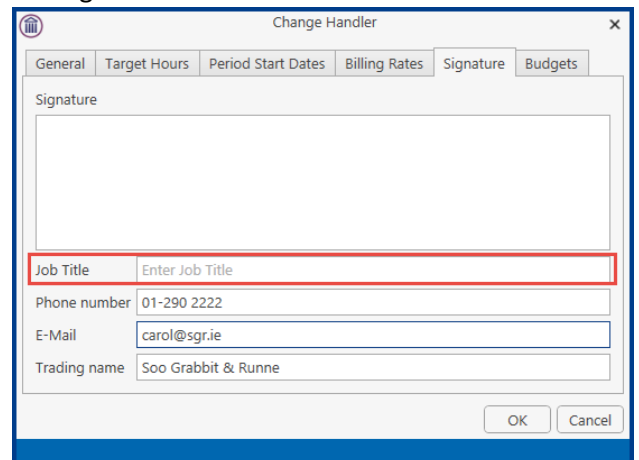 Change Handler
General Target Hours Period Start Dates Billing Rates Signature Budgets
Signature
Job Title Enter Job Title
Phone number 01-290 2222
E-Mail carol@sgr.ie
Trading name Soo Grabbit & Runne
OK Cancel